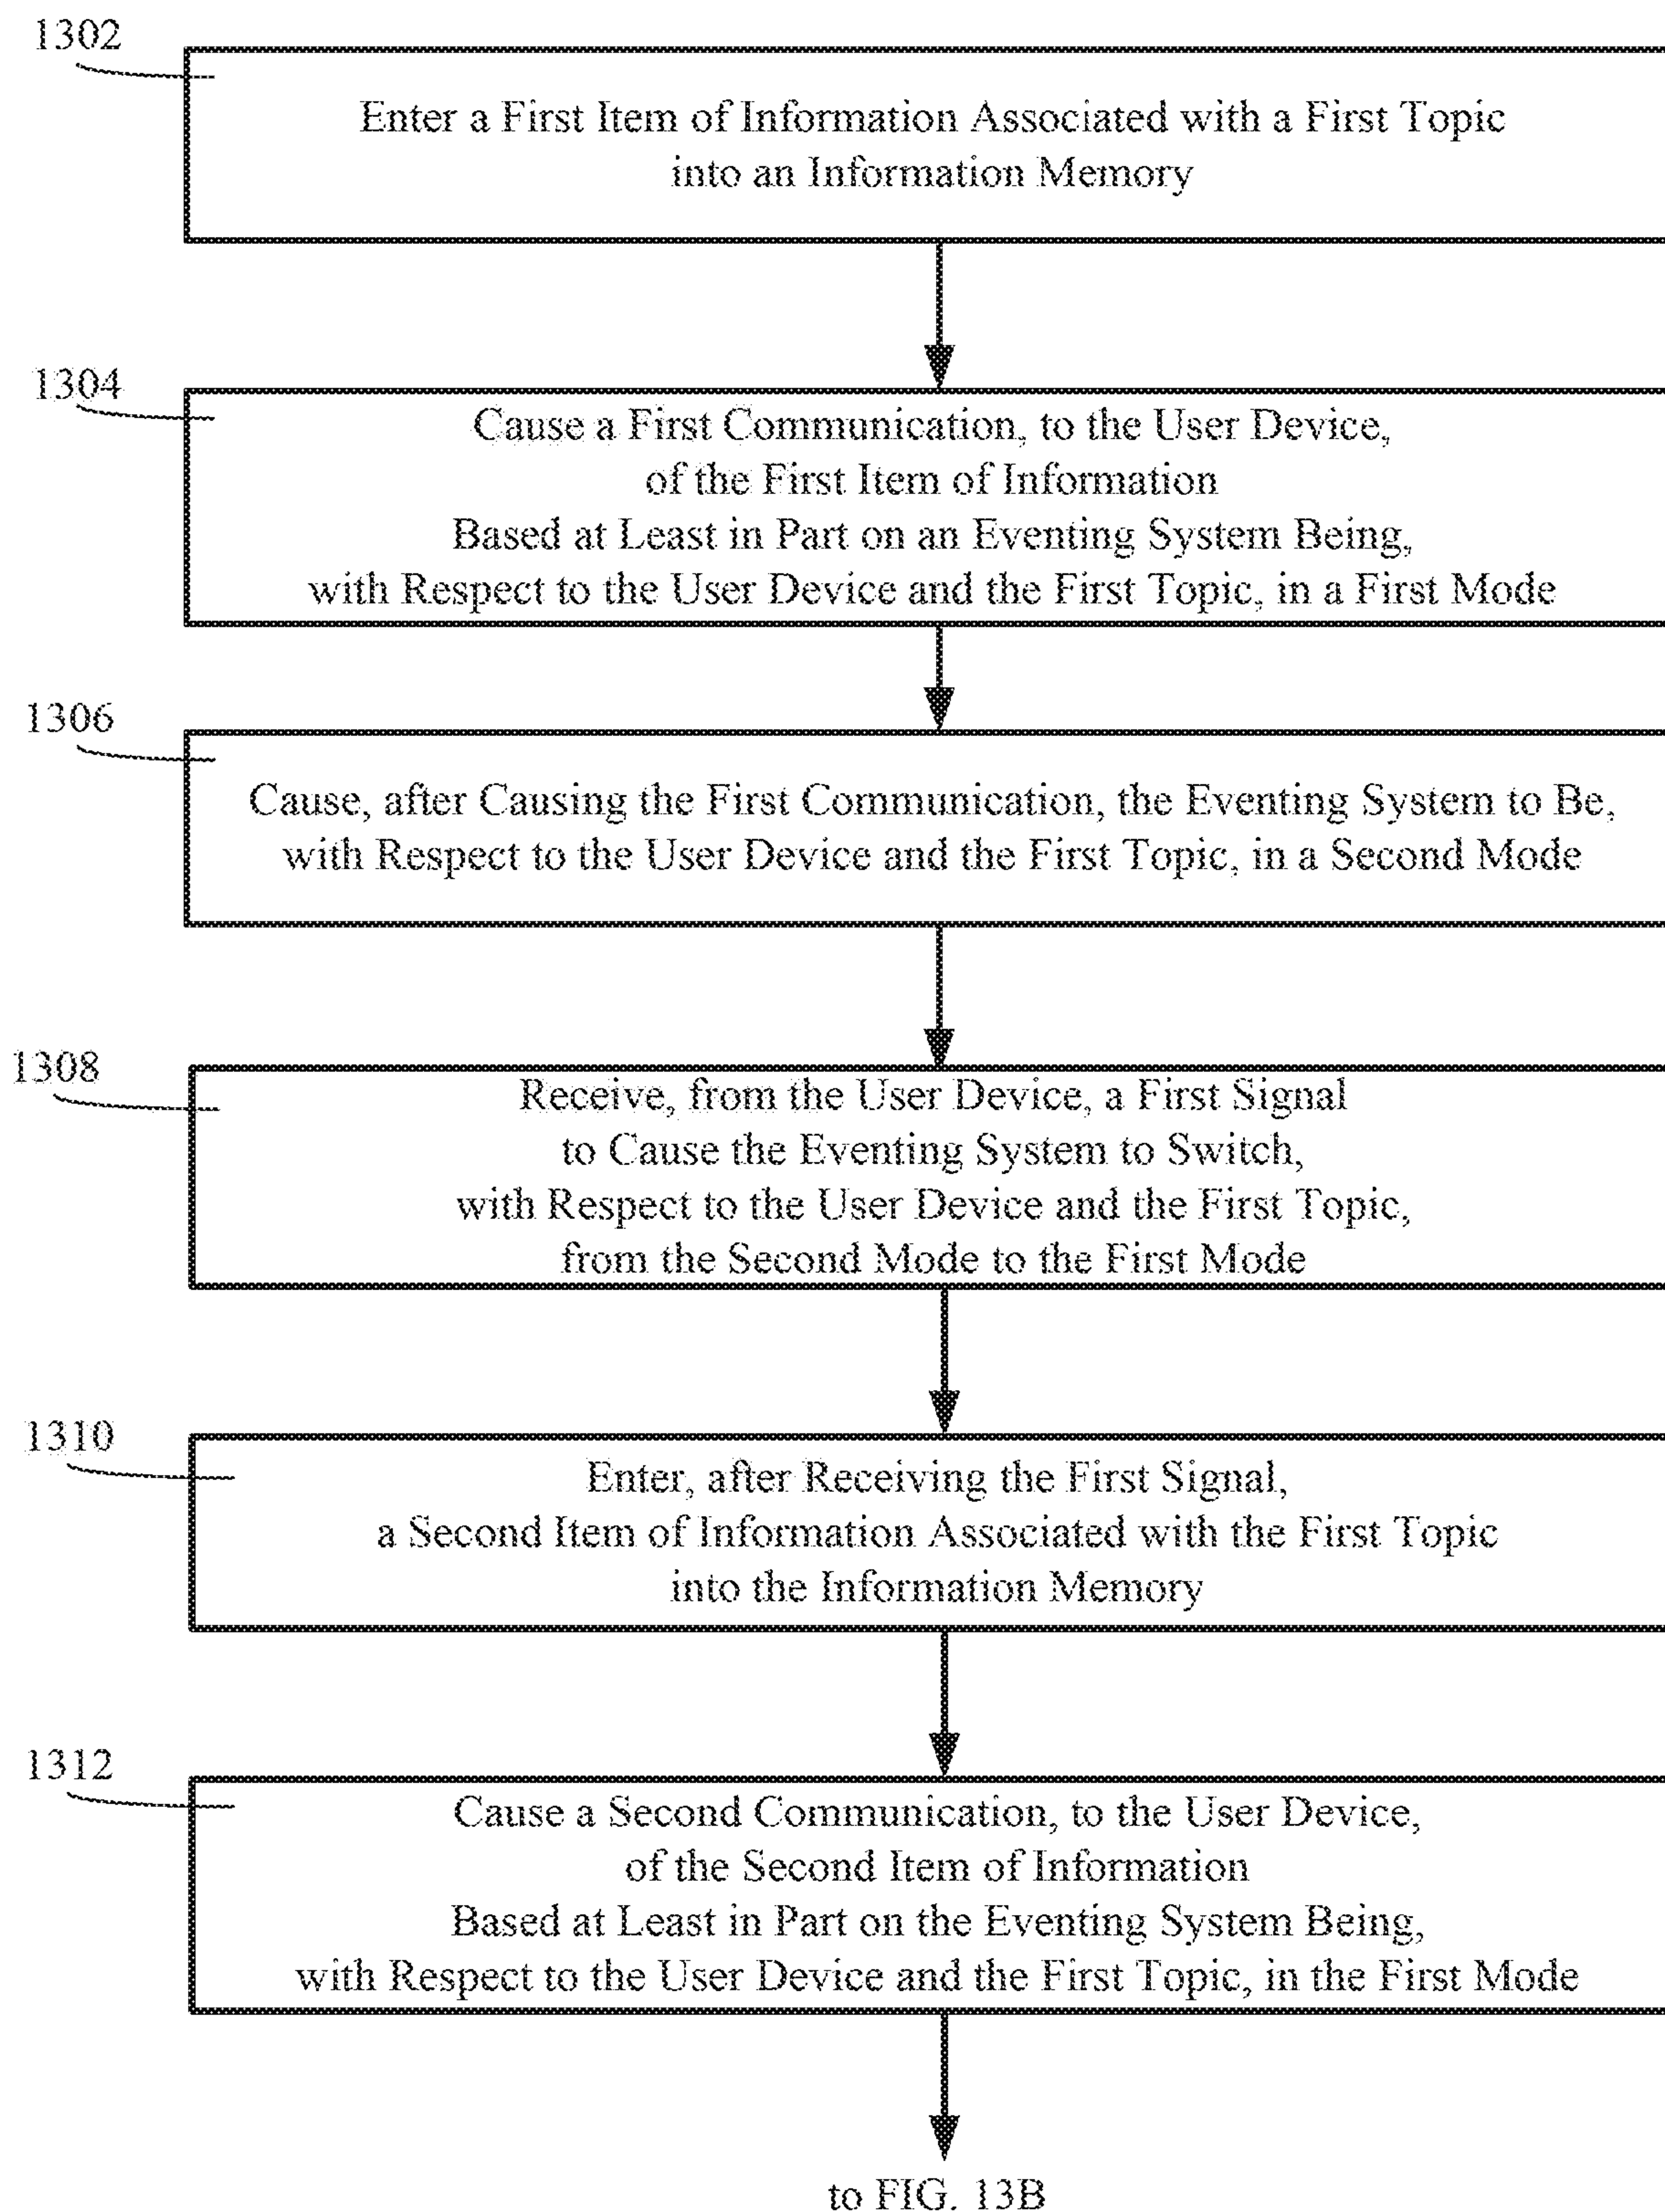 1302
Enter a First Item of Information Associated with a First Topic
into an Information Memory
1304
Cause a First Communication, to the User Device,
of the First Item of Information
Based at Least in Part on an Eventing System Being,
with Respect to the User Device and the First Topic, in a First Mode
1306
Cause, after Causing the First Communication, the Eventing System to Be,
with Respect to the User Device and the First Topic, in a Second Mode
1308
Receive, from the User Device, a First Signal
to Cause the Eventing System to Switch,
with Respect to the User Device and the First Topic,
from the Second Mode to the First Mode
1310
Enter, after Receiving the First Signal,
a Second Item of Information Associated with the First Topic
into the Information Memory
1312
Cause a Second Communication, to the User Device,
of the Second Item of Information
Based at Least in Part on the Eventing System Being,
with Respect to the User Device and the First Topic, in the First Mode
to FIG. 13B